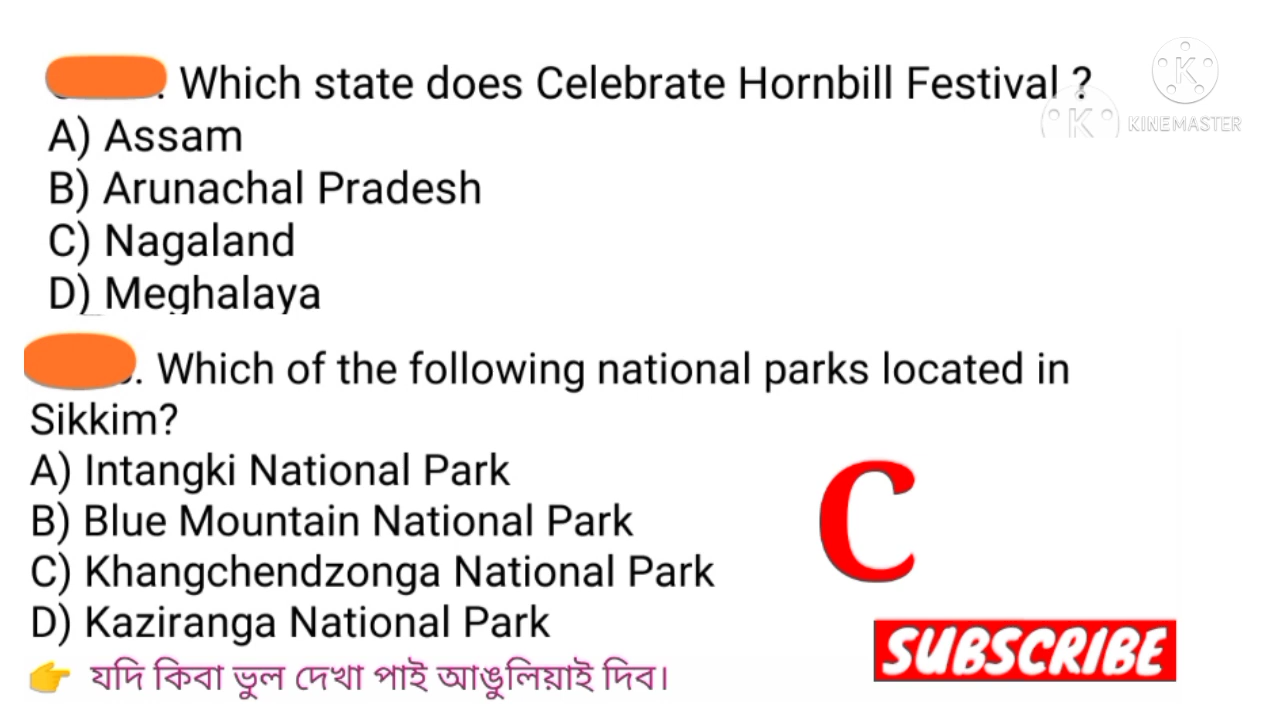 . Which state does Celebrate Hornbill Festival ?
K
K KINEMASTER
A) Assam
B) Arunachal Pradesh
C) Nagaland
D) Meghalaya
. Which of the following national parks located in
Sikkim?
A) Intangki National Park
B) Blue Mountain National Park
C) Khangchendzonga National Park
D) Kaziranga National Park
C
SUBSCRIBE
👉 যদি কিবা ভুল দেখা পাই আঙুলিয়াই দিব।